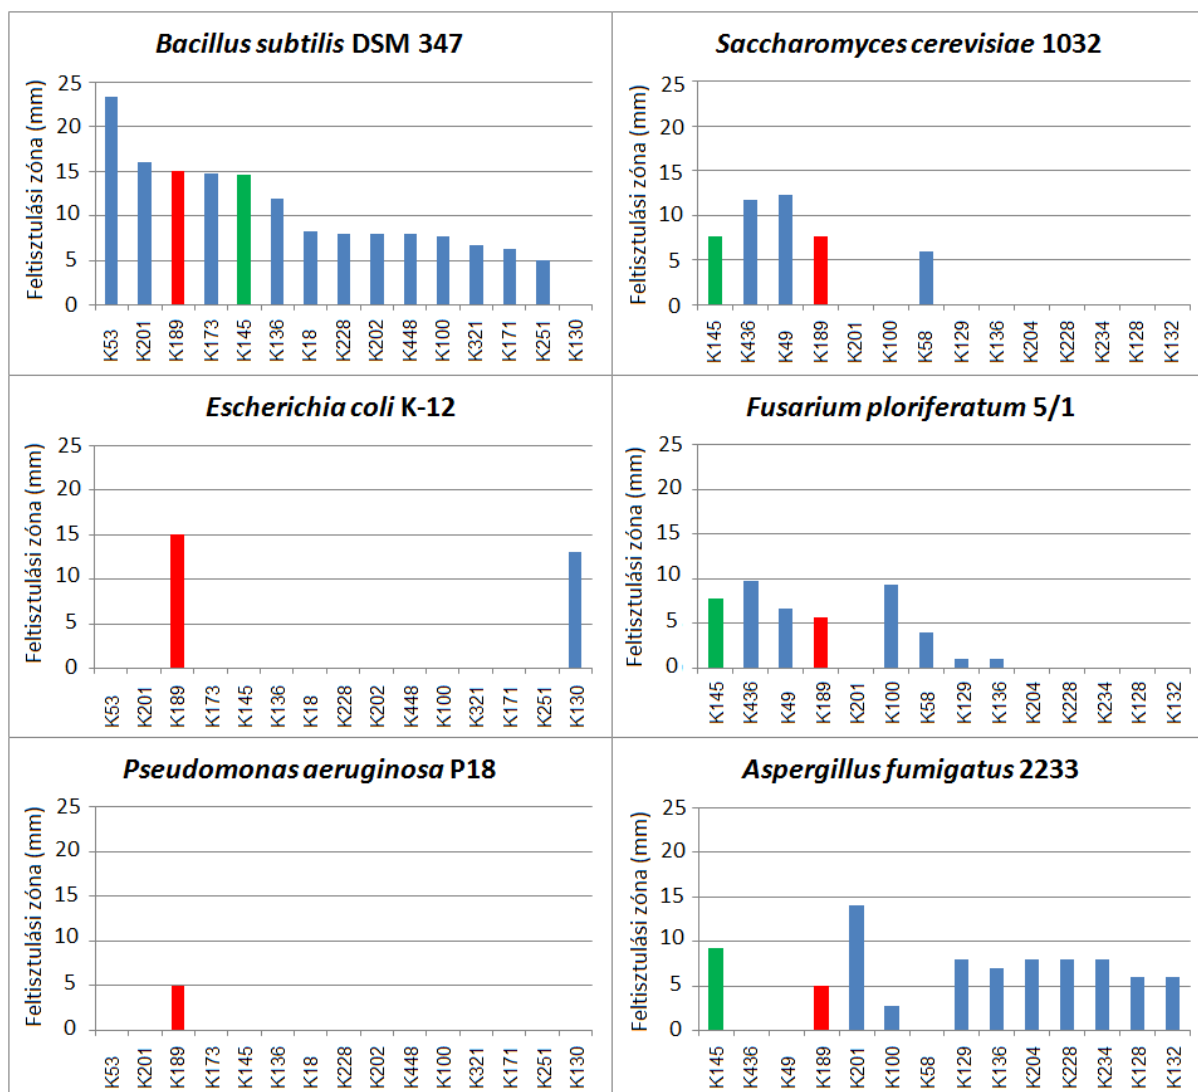 Bacillus subtilis DSM 347
Feltisztulási zóna (mm)
25
20
15
10
5
0
K53 K201 K189 K173 K145 K136 K18 K228 K202 K448 K100 K321 K171 K251 K130
Saccharomyces cerevisiae 1032
Feltisztulási zóna (mm)
25
20
15
10
5
0
K145 K436 K49 K189 K201 K100 K58 K129 K136 K204 K228 K234 K128 K132
Escherichia coli K-12
Feltisztulási zóna (mm)
25
20
15
10
5
0
K53 K201 K189 K173 K145 K136 K18 K228 K202 K448 K100 K321 K171 K251 K130
Fusarium ploriferatum 5/1
Feltisztulási zóna (mm)
25
20
15
10
5
0
K145 K436 K49 K189 K201 K100 K58 K129 K136 K204 K228 K234 K128 K132
Pseudomonas aeruginosa P18
Feltisztulási zóna (mm)
25
20
15
10
5
0
K53 K201 K189 K173 K145 K136 K18 K228 K202 K448 K100 K321 K171 K251 K130
Aspergillus fumigatus 2233
Feltisztulási zóna (mm)
25
20
15
10
5
0
K145 K436 K49 K189 K201 K100 K58 K129 K136 K204 K228 K234 K128 K132